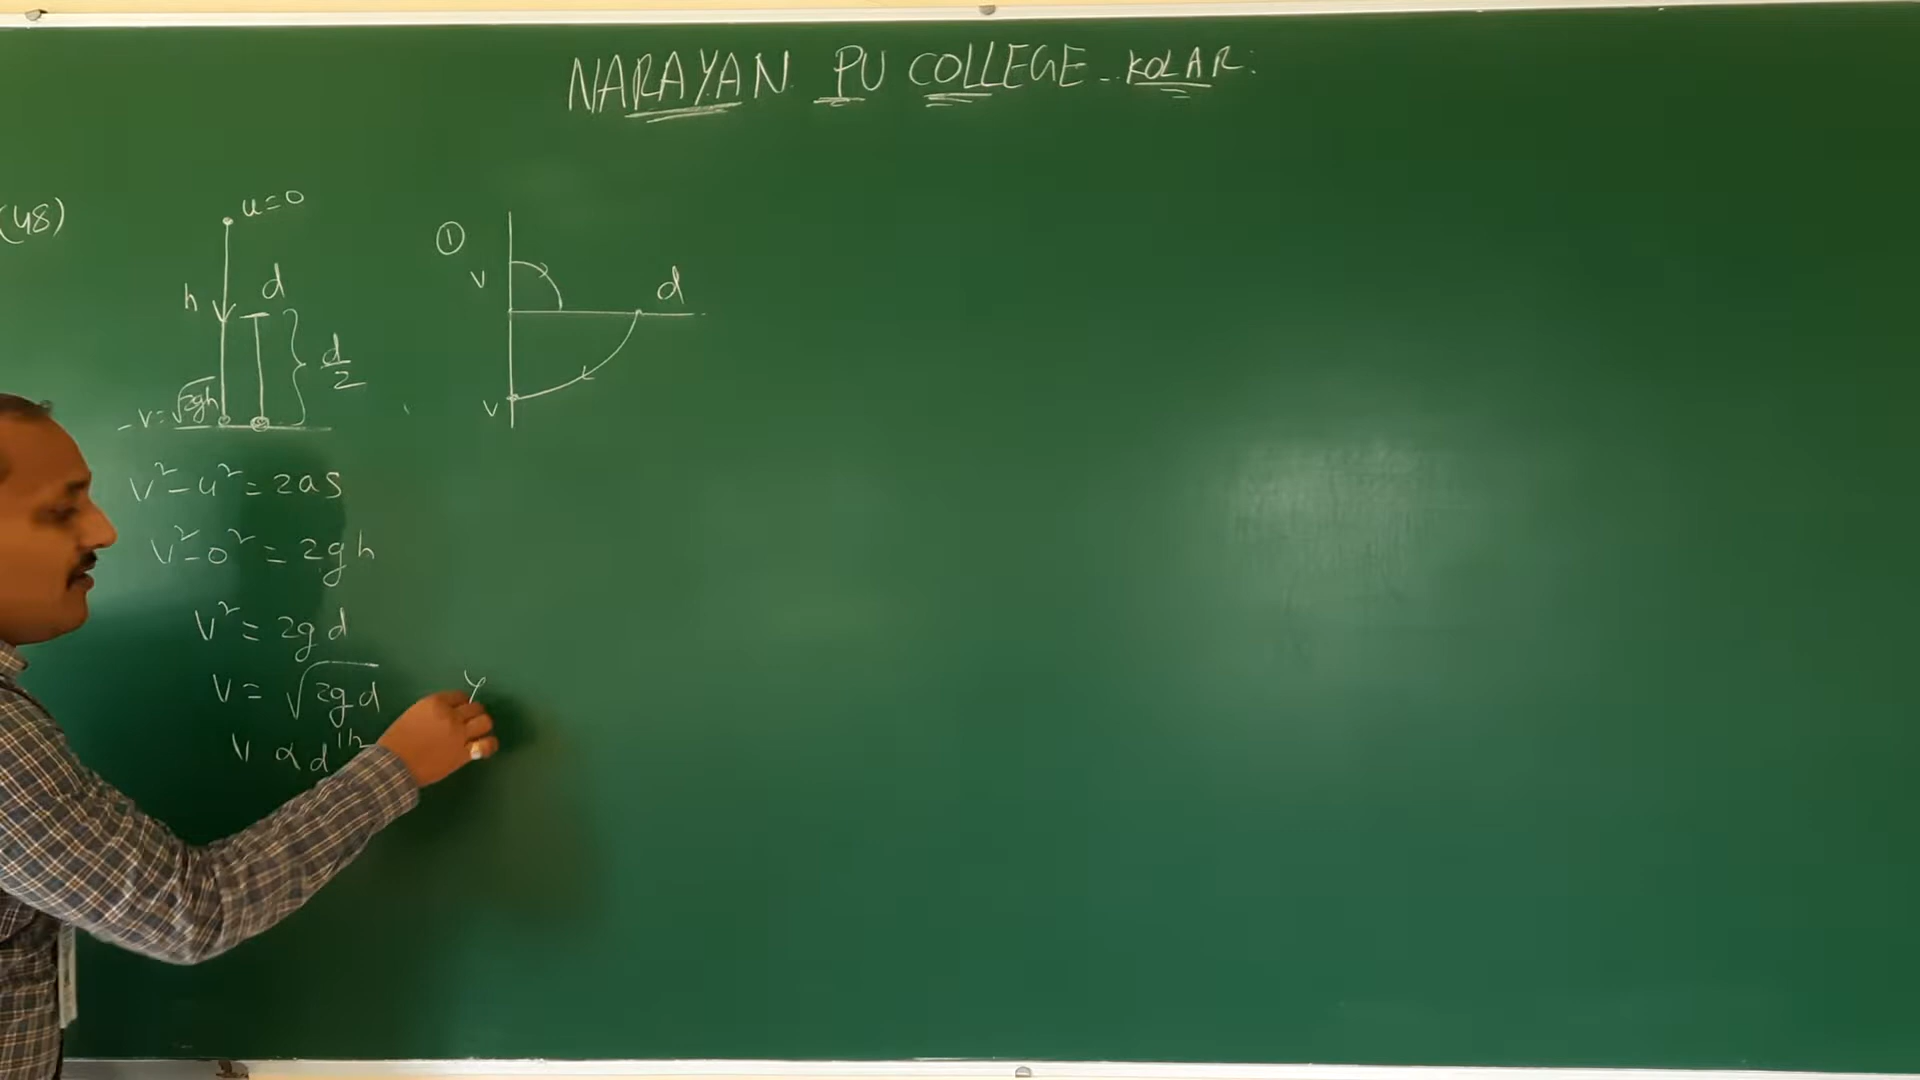 NARAYAN PU COLLEGE - KOLAR:
(48)
u=0
h
d
d/2
-v=√2gh
①
v
d
v
v²-u²=2as
v²-0²=2gh
v²=2gd
v=√2gd
v α d^1/2
y